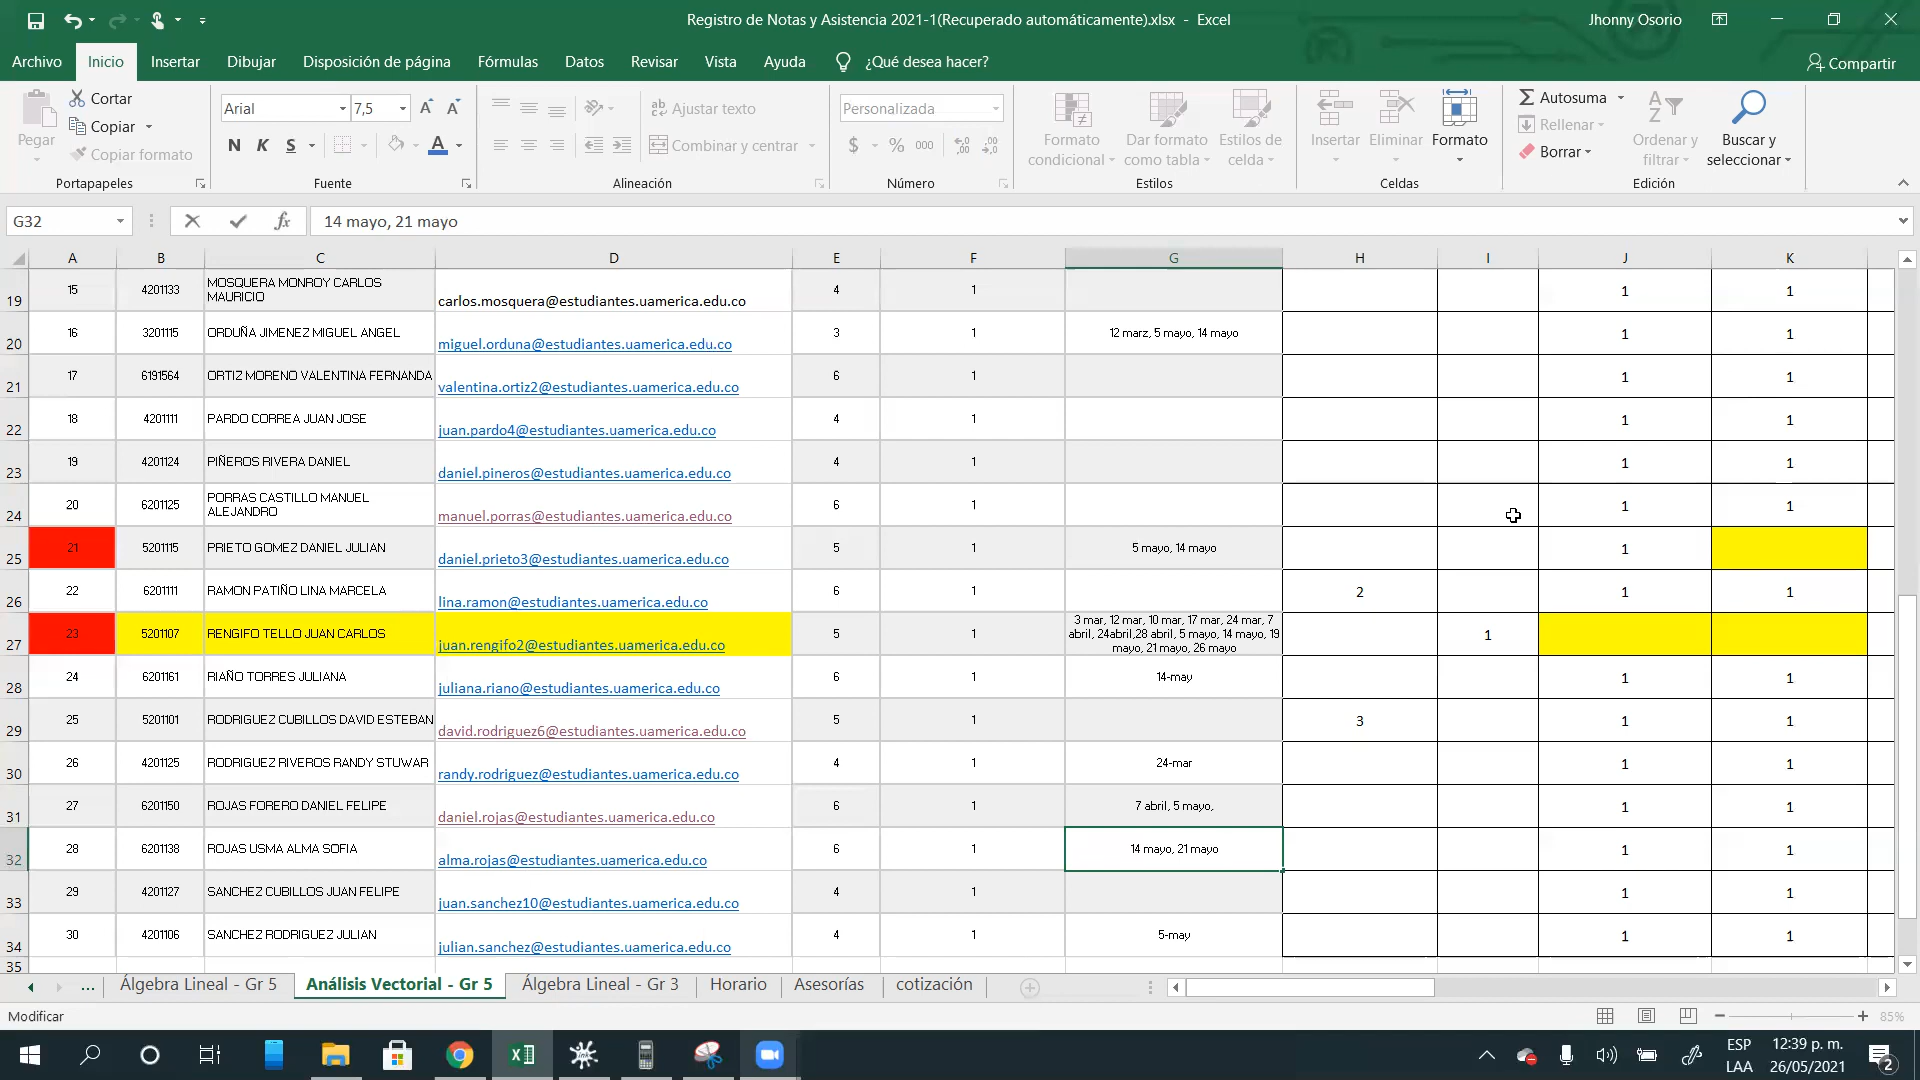 Registro de Notas y Asistencia 2021-1(Recuperado automáticamente).xlsx - Excel
Jhonny Osorio
Archivo Inicio Insertar Dibujar Disposición de página Fórmulas Datos Revisar Vista Ayuda ¿Qué desea hacer? Compartir
Pegar Cortar Copiar Copiar formato
Arial 7,5
N K S
Ajustar texto
Combinar y centrar
Personalizada
$ % 000
Formato condicional
Dar formato como tabla
Estilos de celda
Insertar Eliminar Formato
Autosuma
Rellenar
Borrar
Ordenar y filtrar
Buscar y seleccionar
Portapapeles Fuente Alineación Número Estilos Celdas Edición
G32 fx 14 mayo, 21 mayo
A B C D E F G H I J K
19 15 4201133 MOSQUERA MONROY CARLOS MAURICIO carlos.mosquera@estudiantes.uamerica.edu.co 4 1 1 1
20 16 3201115 ORDUÑA JIMENEZ MIGUEL ANGEL miguel.orduna@estudiantes.uamerica.edu.co 3 1 12 marz, 5 mayo, 14 mayo 1 1
21 17 6191564 ORTIZ MORENO VALENTINA FERNANDA valentina.ortiz2@estudiantes.uamerica.edu.co 6 1 1 1
22 18 4201111 PARDO CORREA JUAN JOSE juan.pardo4@estudiantes.uamerica.edu.co 4 1 1 1
23 19 4201124 PIÑEROS RIVERA DANIEL daniel.pineros@estudiantes.uamerica.edu.co 4 1 1 1
24 20 6201125 PORRAS CASTILLO MANUEL ALEJANDRO manuel.porras@estudiantes.uamerica.edu.co 6 1 1 1
25 21 5201115 PRIETO GOMEZ DANIEL JULIAN daniel.prieto3@estudiantes.uamerica.edu.co 5 1 5 mayo, 14 mayo 1
26 22 6201111 RAMON PATIÑO LINA MARCELA lina.ramon@estudiantes.uamerica.edu.co 6 1 2 1 1
27 23 5201107 RENGIFO TELLO JUAN CARLOS juan.rengifo2@estudiantes.uamerica.edu.co 5 1 3 mar, 12 mar, 10 mar, 17 mar, 24 mar, 7 abril, 24abril,28 abril, 5 mayo, 14 mayo, 19 mayo, 21 mayo, 26 mayo 1
28 24 6201161 RIAÑO TORRES JULIANA juliana.riano@estudiantes.uamerica.edu.co 6 1 14-may 1 1
29 25 5201101 RODRIGUEZ CUBILLOS DAVID ESTEBAN david.rodriguez6@estudiantes.uamerica.edu.co 5 1 3 1 1
30 26 4201125 RODRIGUEZ RIVEROS RANDY STUWAR randy.rodriguez@estudiantes.uamerica.edu.co 4 1 24-mar 1 1
31 27 6201150 ROJAS FORERO DANIEL FELIPE daniel.rojas@estudiantes.uamerica.edu.co 6 1 7 abril, 5 mayo, 1 1
32 28 6201138 ROJAS USMA ALMA SOFIA alma.rojas@estudiantes.uamerica.edu.co 6 1 14 mayo, 21 mayo 1 1
33 29 4201127 SANCHEZ CUBILLOS JUAN FELIPE juan.sanchez10@estudiantes.uamerica.edu.co 4 1 1 1
34 30 4201106 SANCHEZ RODRIGUEZ JULIAN julian.sanchez@estudiantes.uamerica.edu.co 4 1 5-may 1 1
35
... Álgebra Lineal - Gr 5 Análisis Vectorial - Gr 5 Álgebra Lineal - Gr 3 Horario Asesorías cotización
Modificar 85%
ESP 12:39 p. m.
LAA 26/05/2021 2